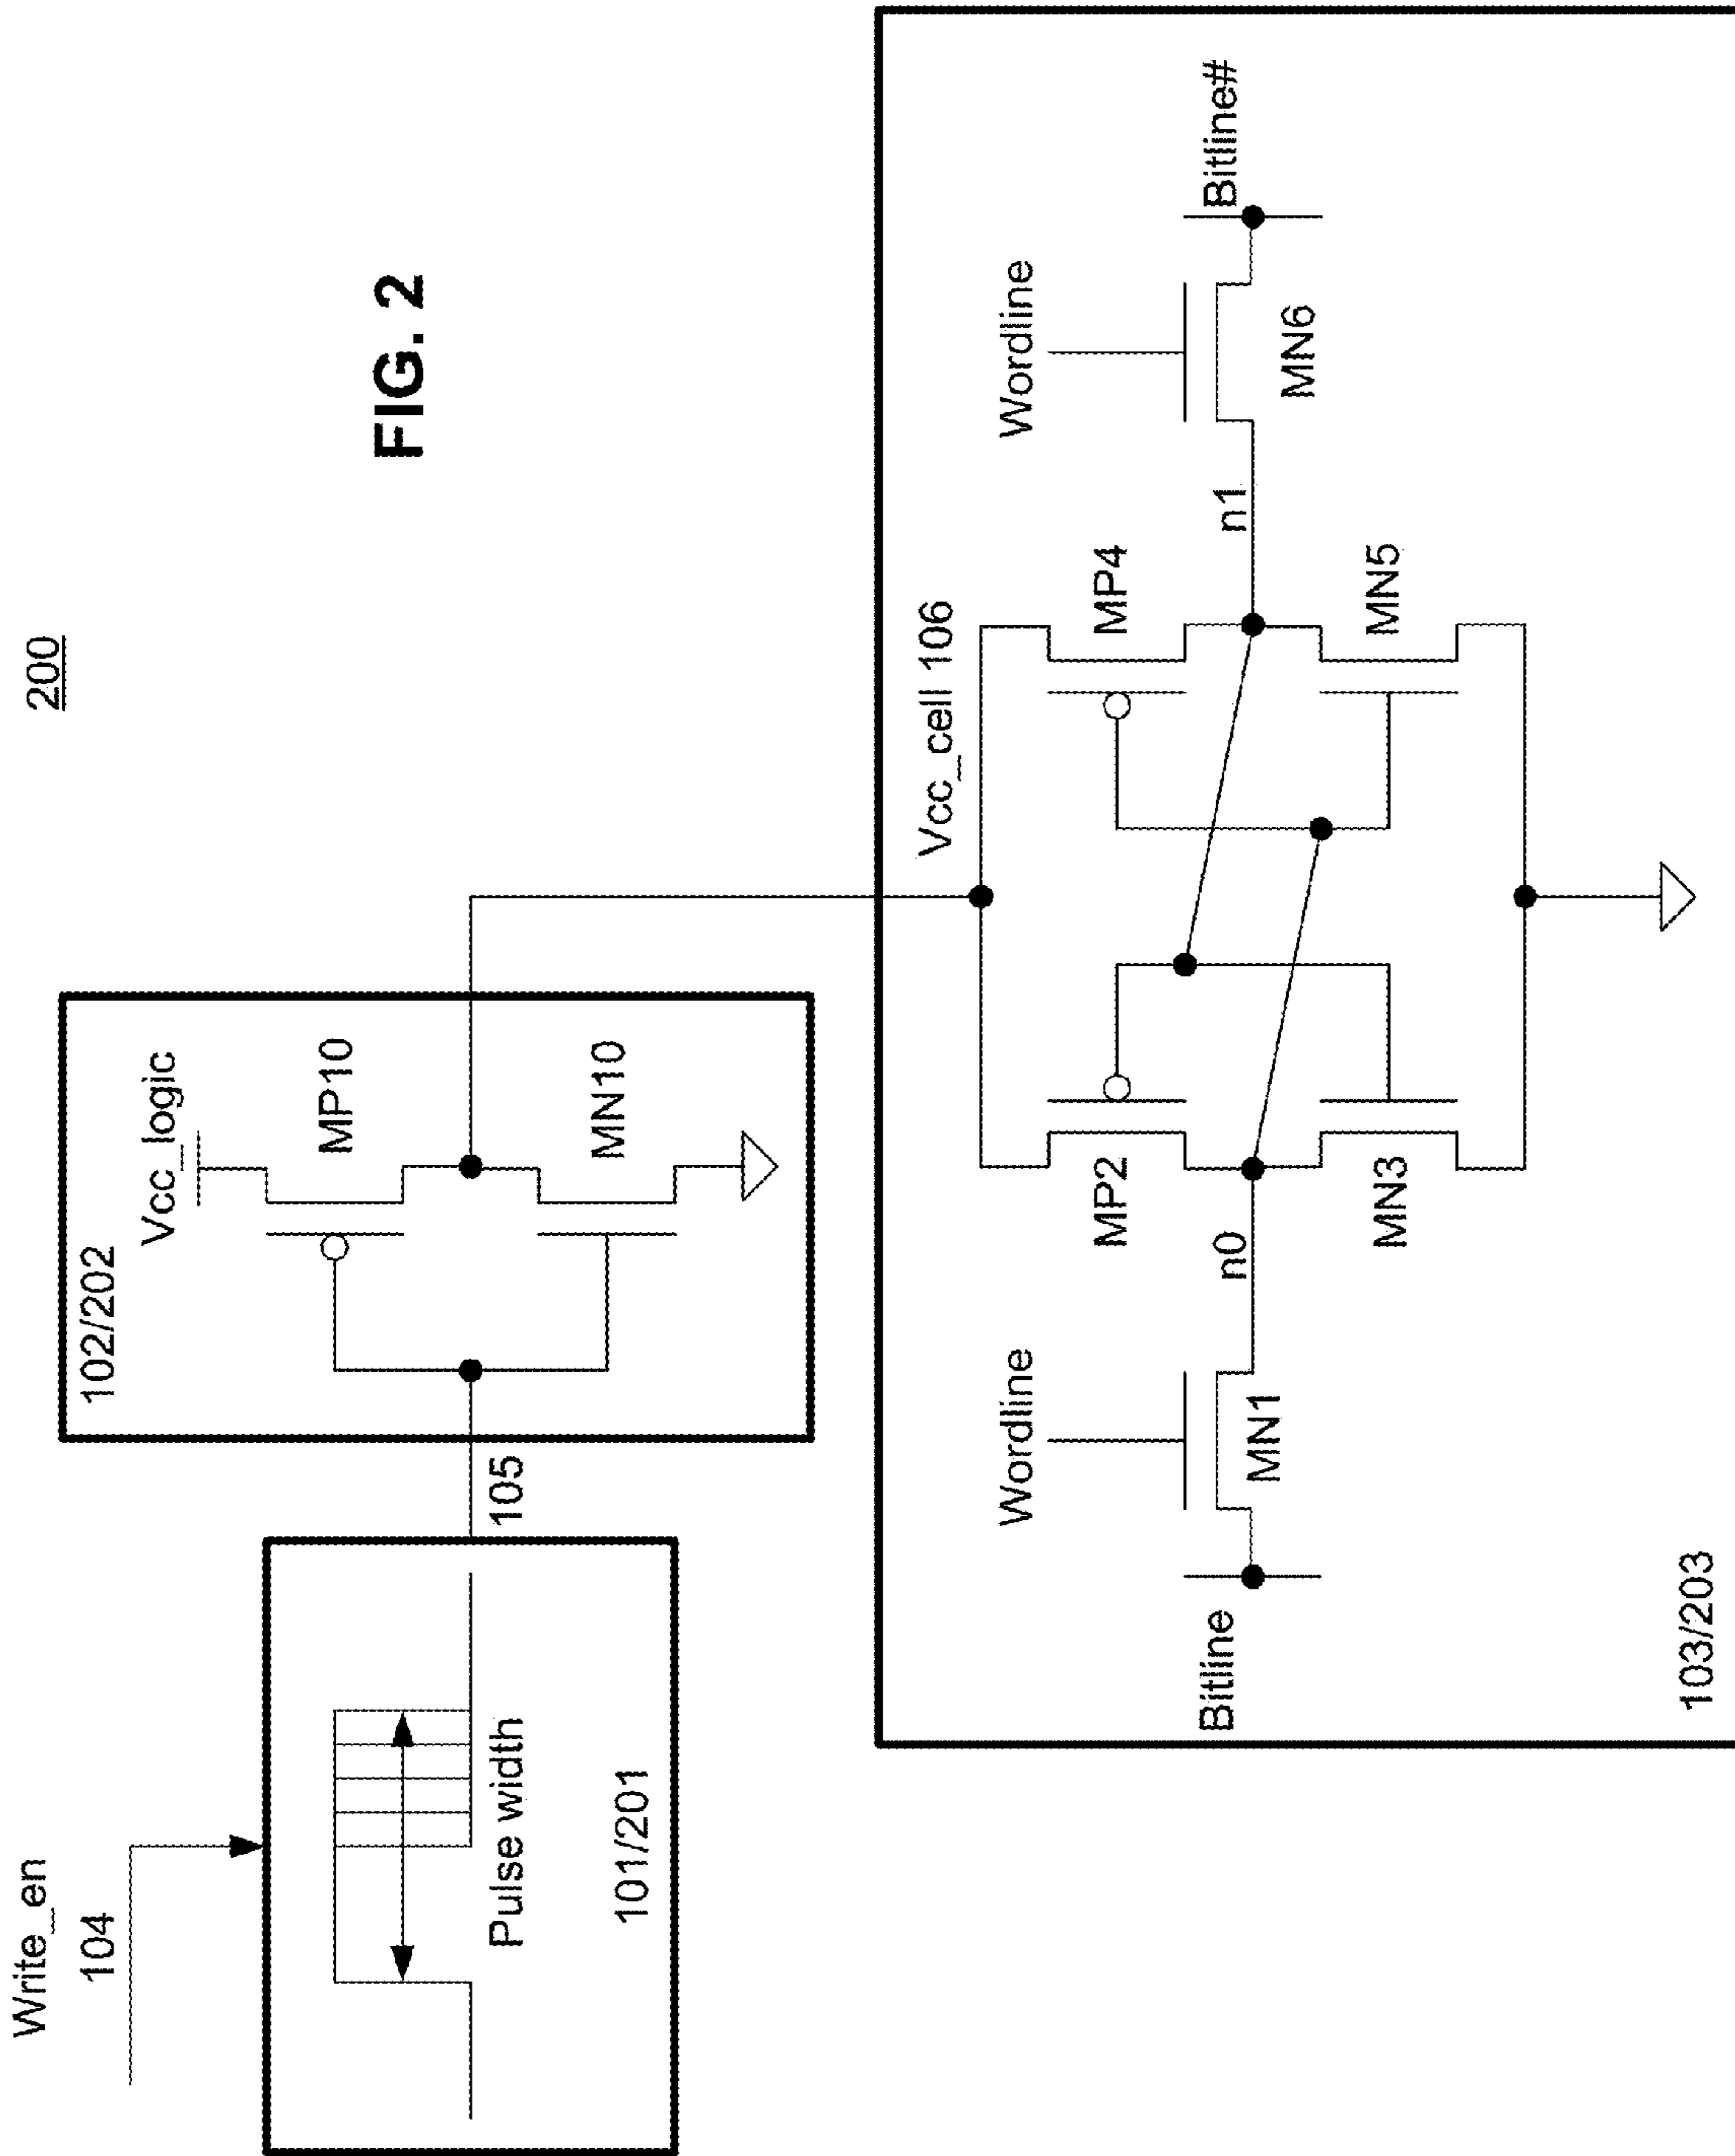 200
FIG. 2
Write_en
104
Pulse width
101/201
105
102/202
Vcc_logic
MP10
MN10
Vcc_cell 106
Wordline
Wordline
Bitline
Bitline#
MN1
n0
MP2
MN3
MP4
MN5
n1
MN6
103/203